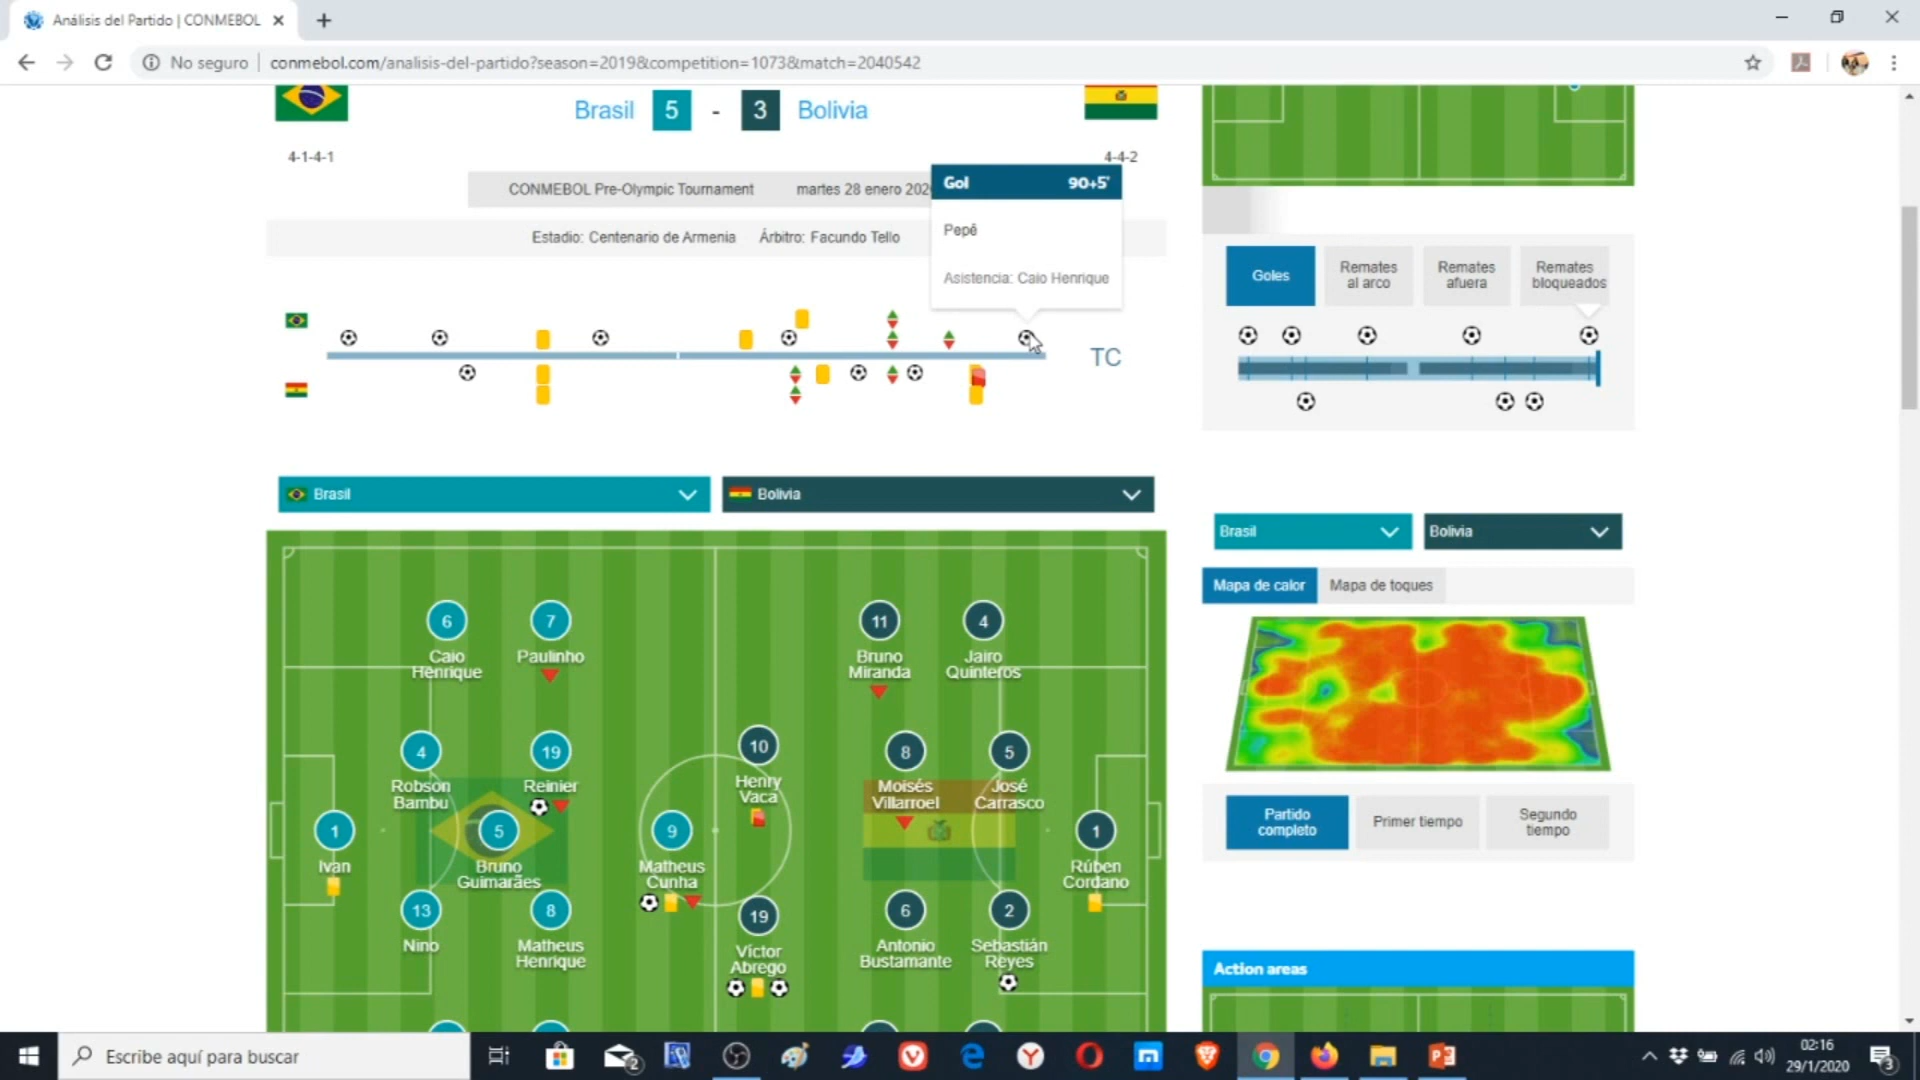 Análisis del Partido | CONMEBOL
No seguro
conmebol.com/analisis-del-partido?season=2019&competition=1073&match=2040542
Brasil 5 - 3 Bolivia
4-1-4-1
4-4-2
CONMEBOL Pre-Olympic Tournament martes 28 enero 202
Estadio: Centenario de Armenia Árbitro: Facundo Tello
Gol 90+5'
Pepê
Asistencia: Caio Henrique
TC
Goles
Remates
al arco
Remates
afuera
Remates
bloqueados
Brasil
Bolivia
6
Caio
Henrique
7
Paulinho
11
Bruno
Miranda
4
Jairo
Quinteros
4
Robson
Bambu
19
Reinier
10
Henry
Vaca
8
Moisés
Villarroel
5
José
Carrasco
1
Ivan
5
Bruno
Guimarães
9
Matheus
Cunha
1
Rúben
Cordano
13
Nino
8
Matheus
Henrique
19
Víctor
Abrego
6
Antonio
Bustamante
2
Sebastián
Reyes
Brasil
Bolivia
Mapa de calor
Mapa de toques
Partido
completo
Primer tiempo
Segundo
tiempo
Action areas
Escribe aquí para buscar
2
02:16
29/1/2020
3